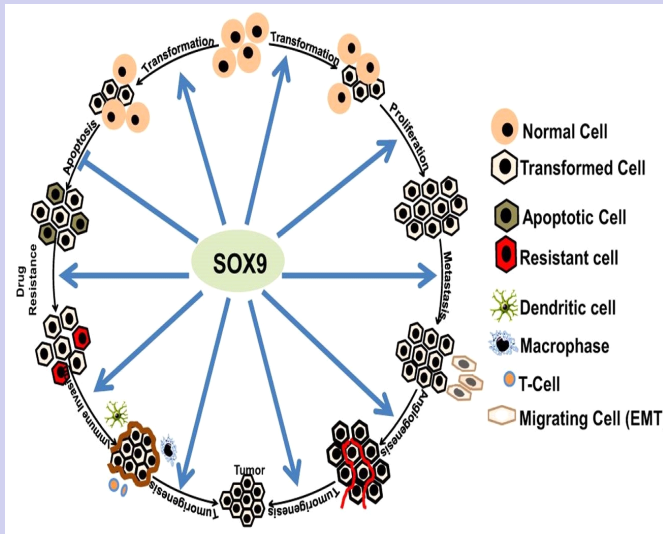 Transformation
Transformation
Apoptosis
Proliferation
SOX9
Drug
Resistance
Metastasis
Immune Invasi
Angiogenesis
Tumorigenesis
Tumor
Tumorigenesis
Normal Cell
Transformed Cell
Apoptotic Cell
Resistant cell
Dendritic cell
Macrophase
T-Cell
Migrating Cell (EMT